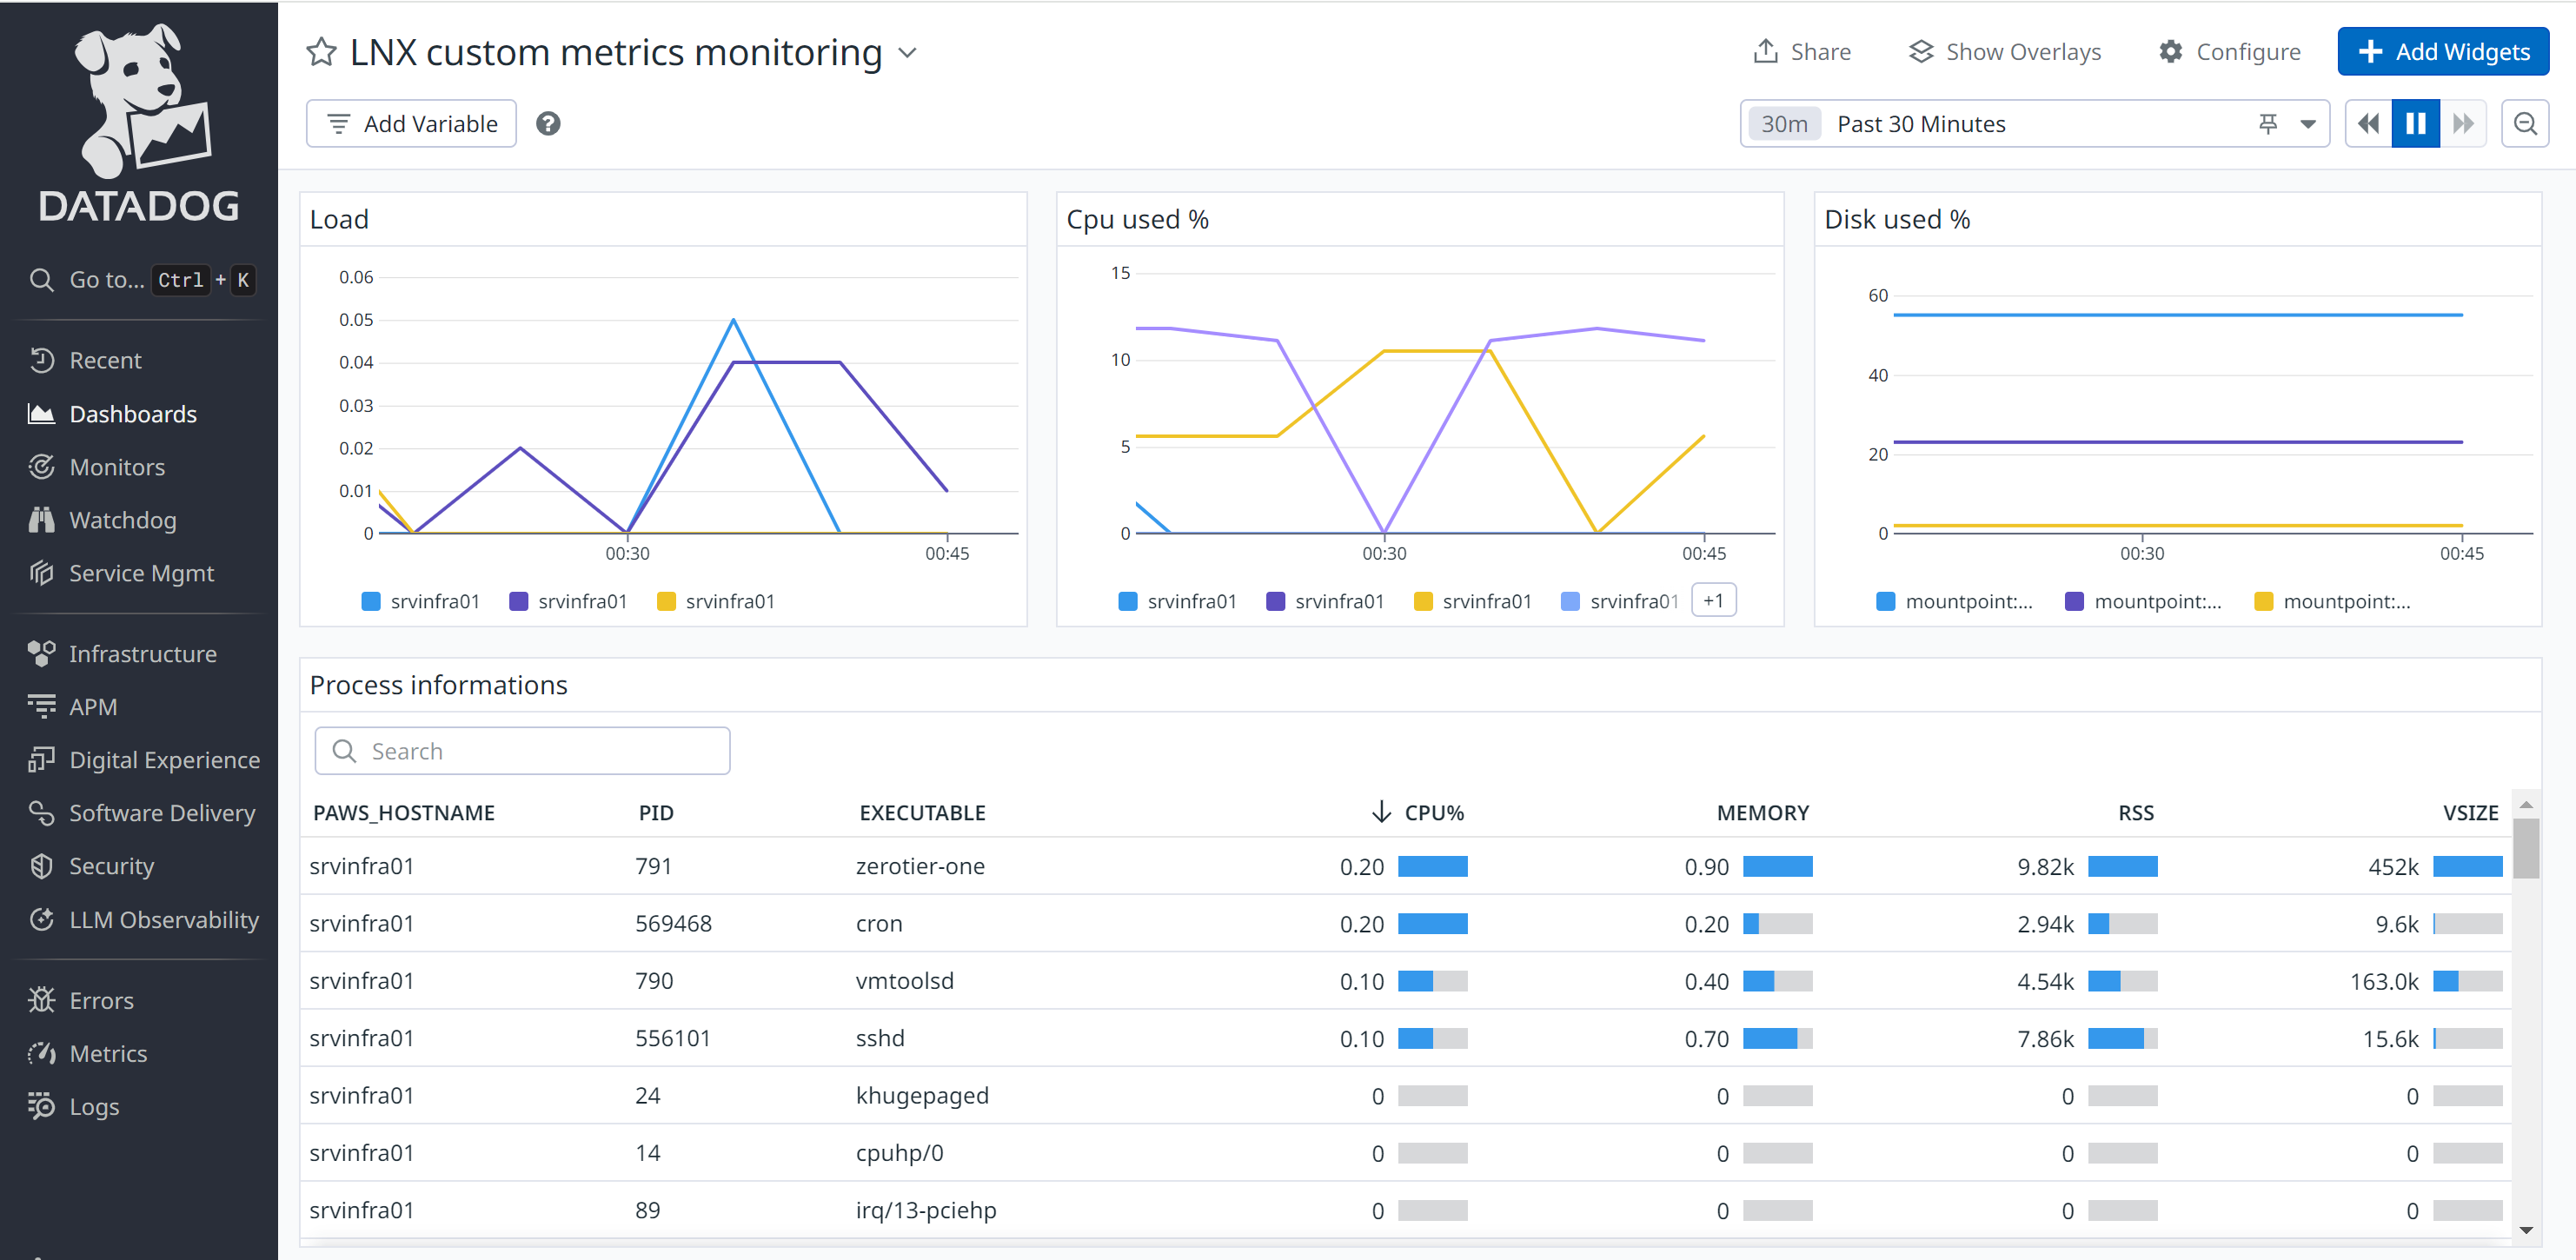 DATADOG
Go to... Ctrl + K
Recent
Dashboards
Monitors
Watchdog
Service Mgmt
Infrastructure
APM
Digital Experience
Software Delivery
Security
LLM Observability
Errors
Metrics
Logs
LNX custom metrics monitoring
Share Show Overlays Configure Add Widgets
Add Variable ?
30m Past 30 Minutes
Load
0.06
0.05
0.04
0.03
0.02
0.01
0
00:30 00:45
srvinfra01 srvinfra01 srvinfra01
Cpu used %
15
10
5
0
00:30 00:45
srvinfra01 srvinfra01 srvinfra01 srvinfra01 +1
Disk used %
60
40
20
0
00:30 00:45
mountpoint:... mountpoint:... mountpoint:...
Process informations
Search
PAWS_HOSTNAME PID EXECUTABLE CPU% MEMORY RSS VSIZE
srvinfra01 791 zerotier-one 0.20 0.90 9.82k 452k
srvinfra01 569468 cron 0.20 0.20 2.94k 9.6k
srvinfra01 790 vmtoolsd 0.10 0.40 4.54k 163.0k
srvinfra01 556101 sshd 0.10 0.70 7.86k 15.6k
srvinfra01 24 khugepaged 0 0 0 0
srvinfra01 14 cpuhp/0 0 0 0 0
srvinfra01 89 irq/13-pciehp 0 0 0 0